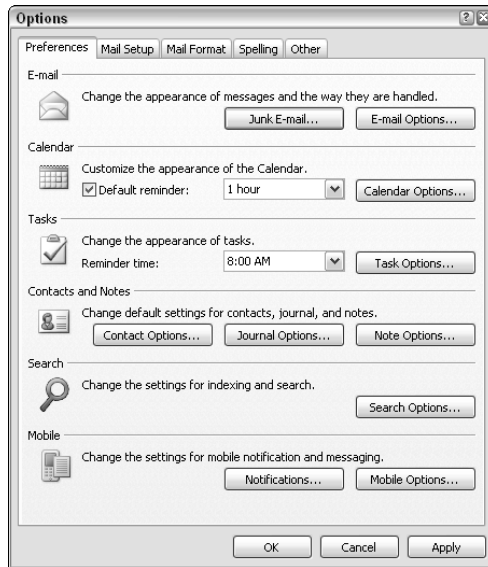 Options
Preferences Mail Setup Mail Format Spelling Other
E-mail
Change the appearance of messages and the way they are handled.
Junk E-mail... E-mail Options...
Calendar
Customize the appearance of the Calendar.
Default reminder: 1 hour Calendar Options...
Tasks
Change the appearance of tasks.
Reminder time: 8:00 AM Task Options...
Contacts and Notes
Change default settings for contacts, journal, and notes.
Contact Options... Journal Options... Note Options...
Search
Change the settings for indexing and search.
Search Options...
Mobile
Change the settings for mobile notification and messaging.
Notifications... Mobile Options...
OK Cancel Apply